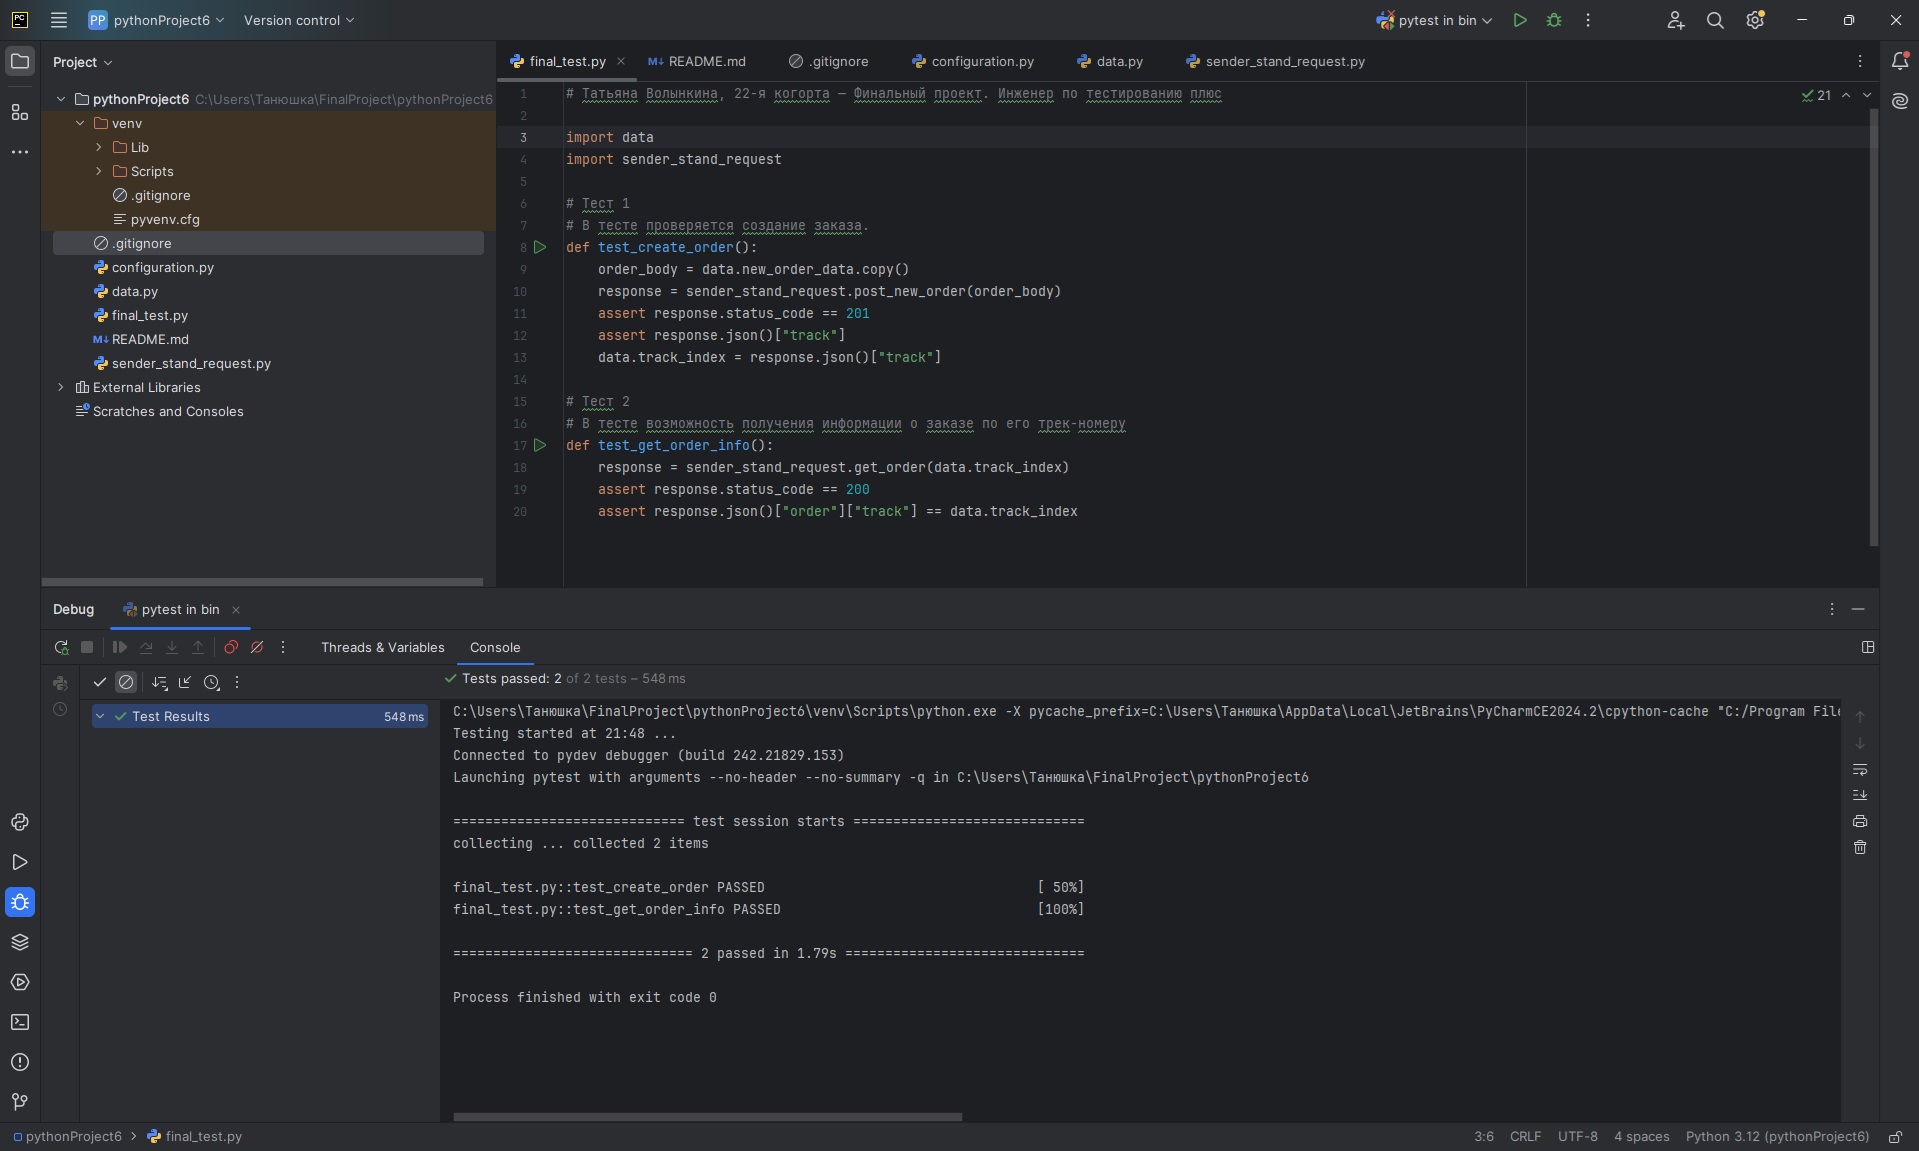 PC
PP pythonProject6
Version control
pytest in bin
Project
final_test.py
README.md
.gitignore
configuration.py
data.py
sender_stand_request.py
pythonProject6 C:\Users\Танюшка\FinalProject\pythonProject6
venv
Lib
Scripts
.gitignore
pyvenv.cfg
.gitignore
configuration.py
data.py
final_test.py
README.md
sender_stand_request.py
External Libraries
Scratches and Consoles
21
1 # Татьяна Волынкина, 22-я когорта — Финальный проект. Инженер по тестированию плюс
2
3 import data
4 import sender_stand_request
5
6 # Тест 1
7 # В тесте проверяется создание заказа.
8 def test_create_order():
9 order_body = data.new_order_data.copy()
10 response = sender_stand_request.post_new_order(order_body)
11 assert response.status_code == 201
12 assert response.json()["track"]
13 data.track_index = response.json()["track"]
14
15 # Тест 2
16 # В тесте возможность получения информации о заказе по его трек-номеру
17 def test_get_order_info():
18 response = sender_stand_request.get_order(data.track_index)
19 assert response.status_code == 200
20 assert response.json()["order"]["track"] == data.track_index
Debug
pytest in bin
Threads & Variables
Console
Tests passed: 2 of 2 tests – 548 ms
Test Results 548 ms
C:\Users\Танюшка\FinalProject\pythonProject6\venv\Scripts\python.exe -X pycache_prefix=C:\Users\Танюшка\AppData\Local\JetBrains\PyCharmCE2024.2\cpython-cache "C:/Program File
Testing started at 21:48 ...
Connected to pydev debugger (build 242.21829.153)
Launching pytest with arguments --no-header --no-summary -q in C:\Users\Танюшка\FinalProject\pythonProject6
============================= test session starts =============================
collecting ... collected 2 items
final_test.py::test_create_order PASSED [ 50%]
final_test.py::test_get_order_info PASSED [100%]
============================== 2 passed in 1.79s ==============================
Process finished with exit code 0
pythonProject6 > final_test.py
3:6
CRLF
UTF-8
4 spaces
Python 3.12 (pythonProject6)